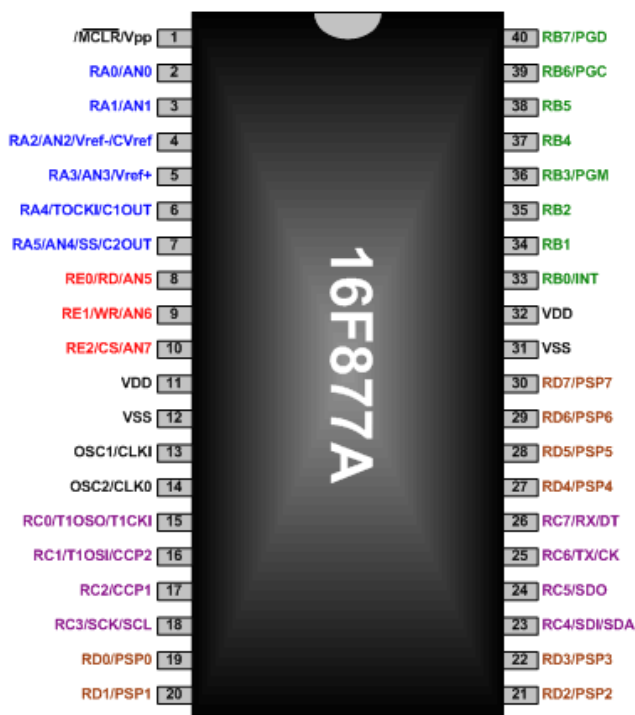 /MCLR/Vpp 1 40 RB7/PGD
RA0/AN0 2 39 RB6/PGC
RA1/AN1 3 38 RB5
RA2/AN2/Vref-/CVref 4 37 RB4
RA3/AN3/Vref+ 5 36 RB3/PGM
RA4/TOCKI/C1OUT 6 35 RB2
RA5/AN4/SS/C2OUT 7 34 RB1
RE0/RD/AN5 8 33 RB0/INT
RE1/WR/AN6 9 32 VDD
RE2/CS/AN7 10 31 VSS
VDD 11 30 RD7/PSP7
VSS 12 29 RD6/PSP6
OSC1/CLKI 13 28 RD5/PSP5
OSC2/CLK0 14 27 RD4/PSP4
RC0/T1OSO/T1CKI 15 26 RC7/RX/DT
RC1/T1OSI/CCP2 16 25 RC6/TX/CK
RC2/CCP1 17 24 RC5/SDO
RC3/SCK/SCL 18 23 RC4/SDI/SDA
RD0/PSP0 19 22 RD3/PSP3
RD1/PSP1 20 21 RD2/PSP2
16F877A